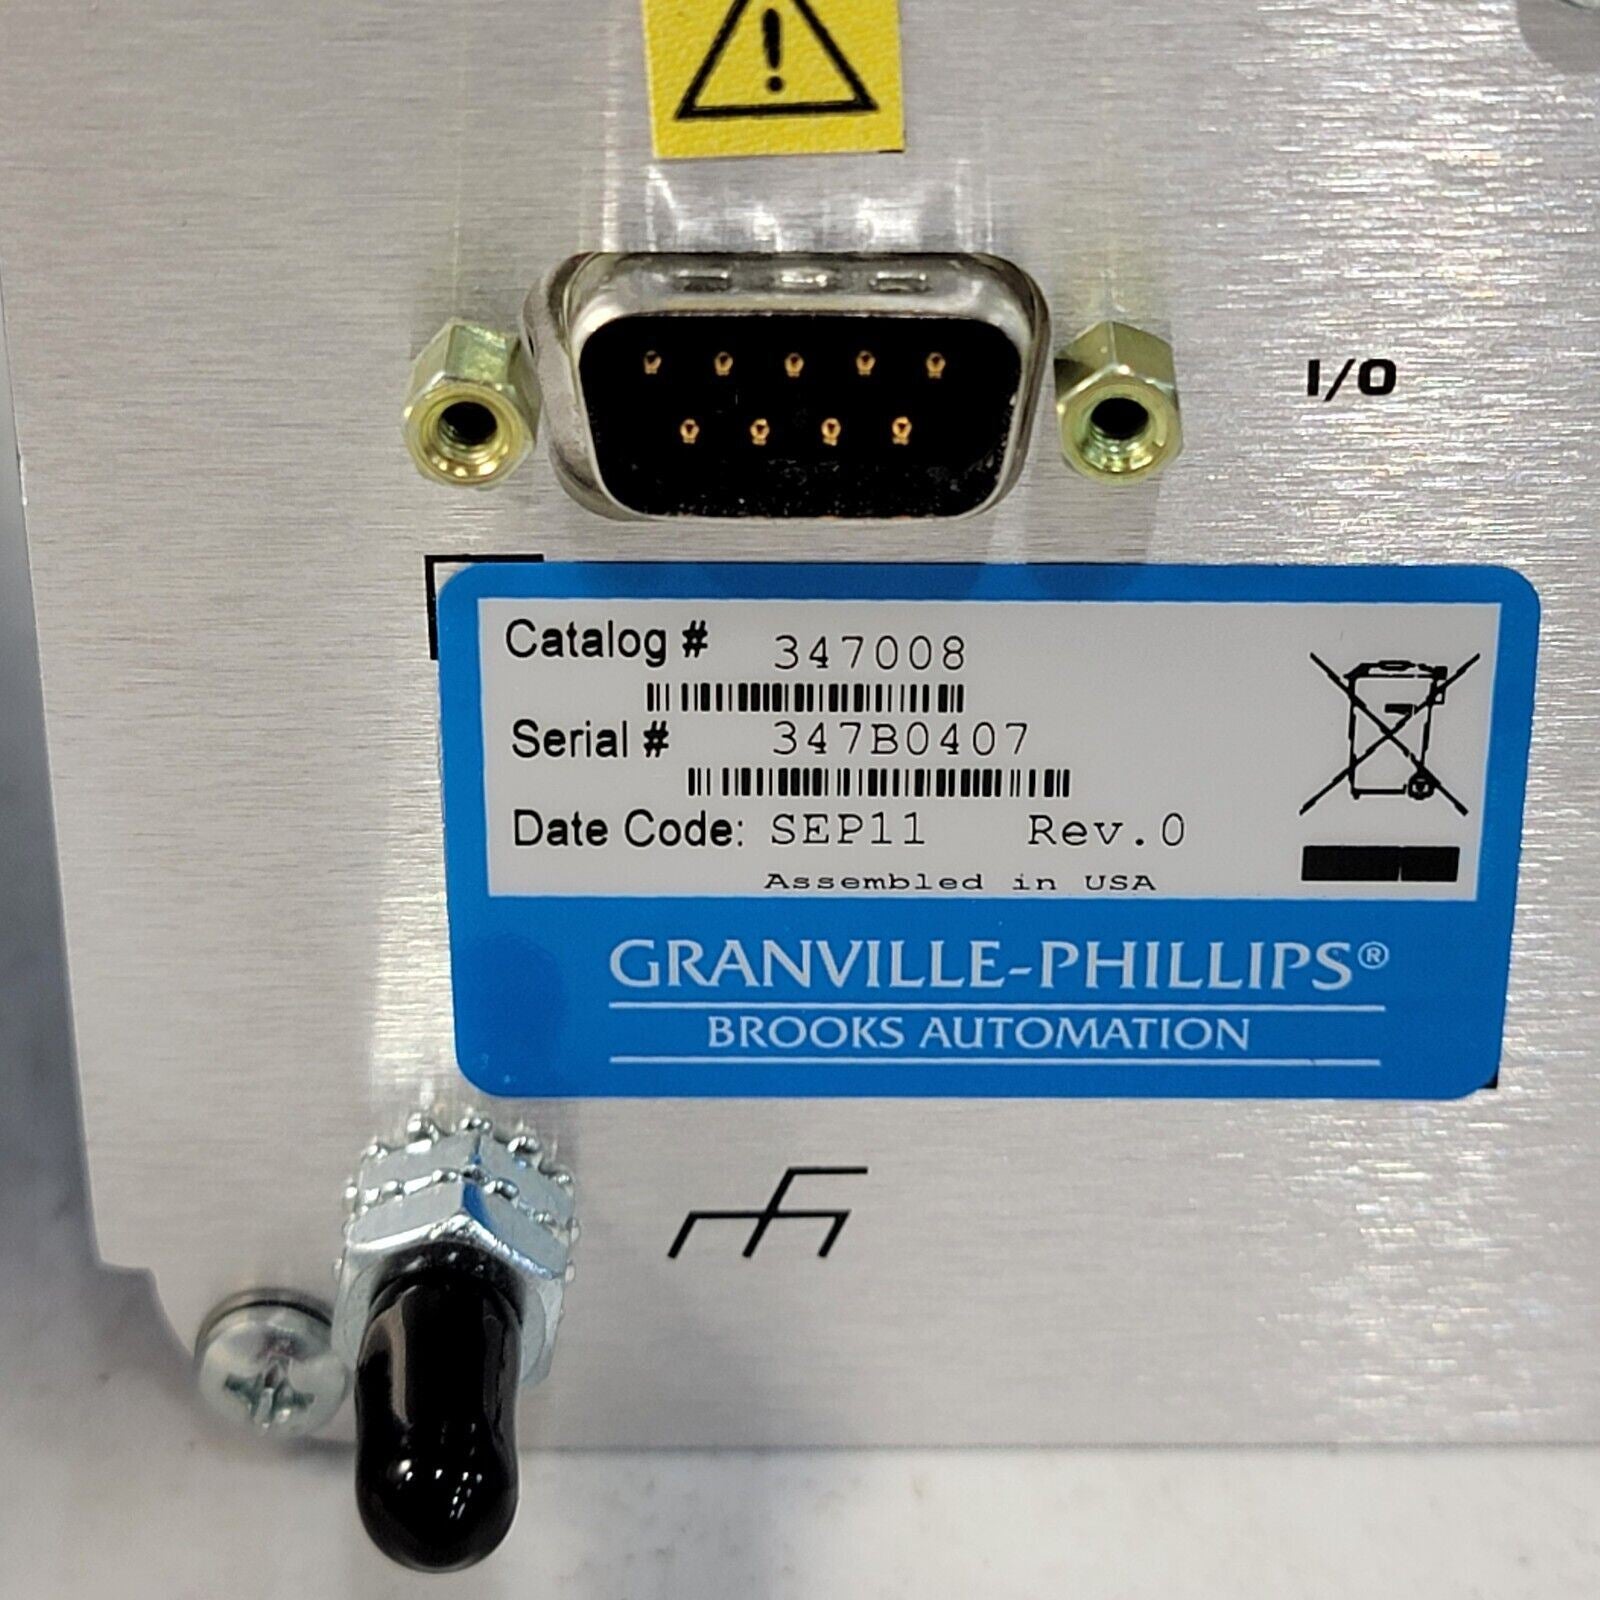 I/O
Catalog # 347008
Serial # 347B0407
Date Code: SEP11 Rev.0
Assembled in USA
GRANVILLE-PHILLIPS®
BROOKS AUTOMATION